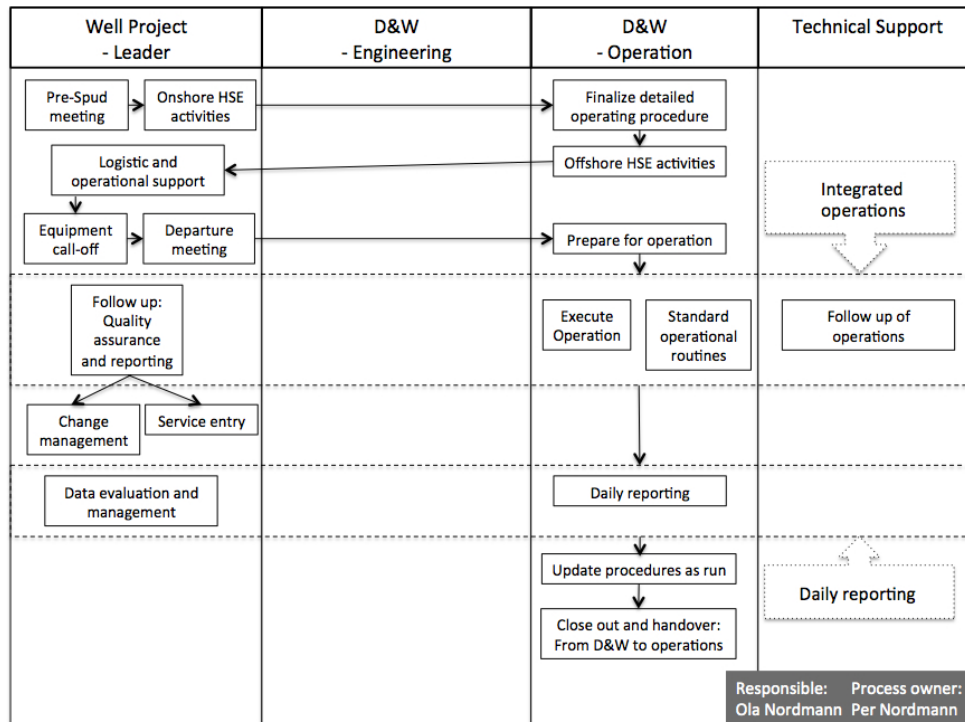 Well Project
- Leader
D&W
- Engineering
D&W
- Operation
Technical Support
Pre-Spud
meeting
Onshore HSE
activities
Finalize detailed
operating procedure
Logistic and
operational support
Offshore HSE activities
Integrated
operations
Equipment
call-off
Departure
meeting
Prepare for operation
Follow up:
Quality
assurance
and reporting
Execute
Operation
Standard
operational
routines
Follow up of
operations
Change
management
Service entry
Data evaluation and
management
Daily reporting
Update procedures as run
Daily reporting
Close out and handover:
From D&W to operations
Responsible:
Ola Nordmann
Process owner:
Per Nordmann